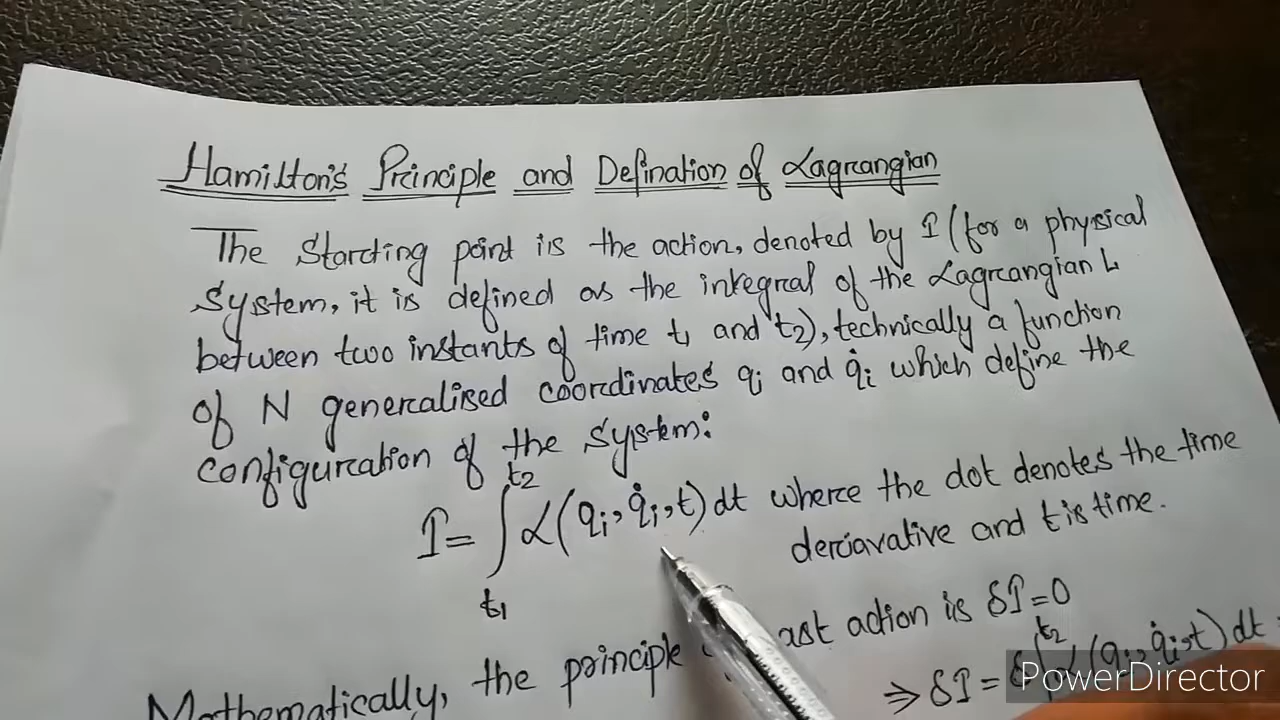 Hamilton's Principle and Defination of Lagrangian
The Starting point is the action, denoted by I (for a physical
System, it is defined as the integral of the Lagrangian L
between two instants of time t1 and t2), technically a function
of N generalised coordinates qi and q̇i which define the
configuration of the system:
I = ∫t1t2 L(qi, q̇i, t) dt where the dot denotes the time
deriavative and t is time.
Mathematically, the principle ast action is δI = 0
⇒ δI = δ∫t2 L(qi, q̇i, t) dt
PowerDirector